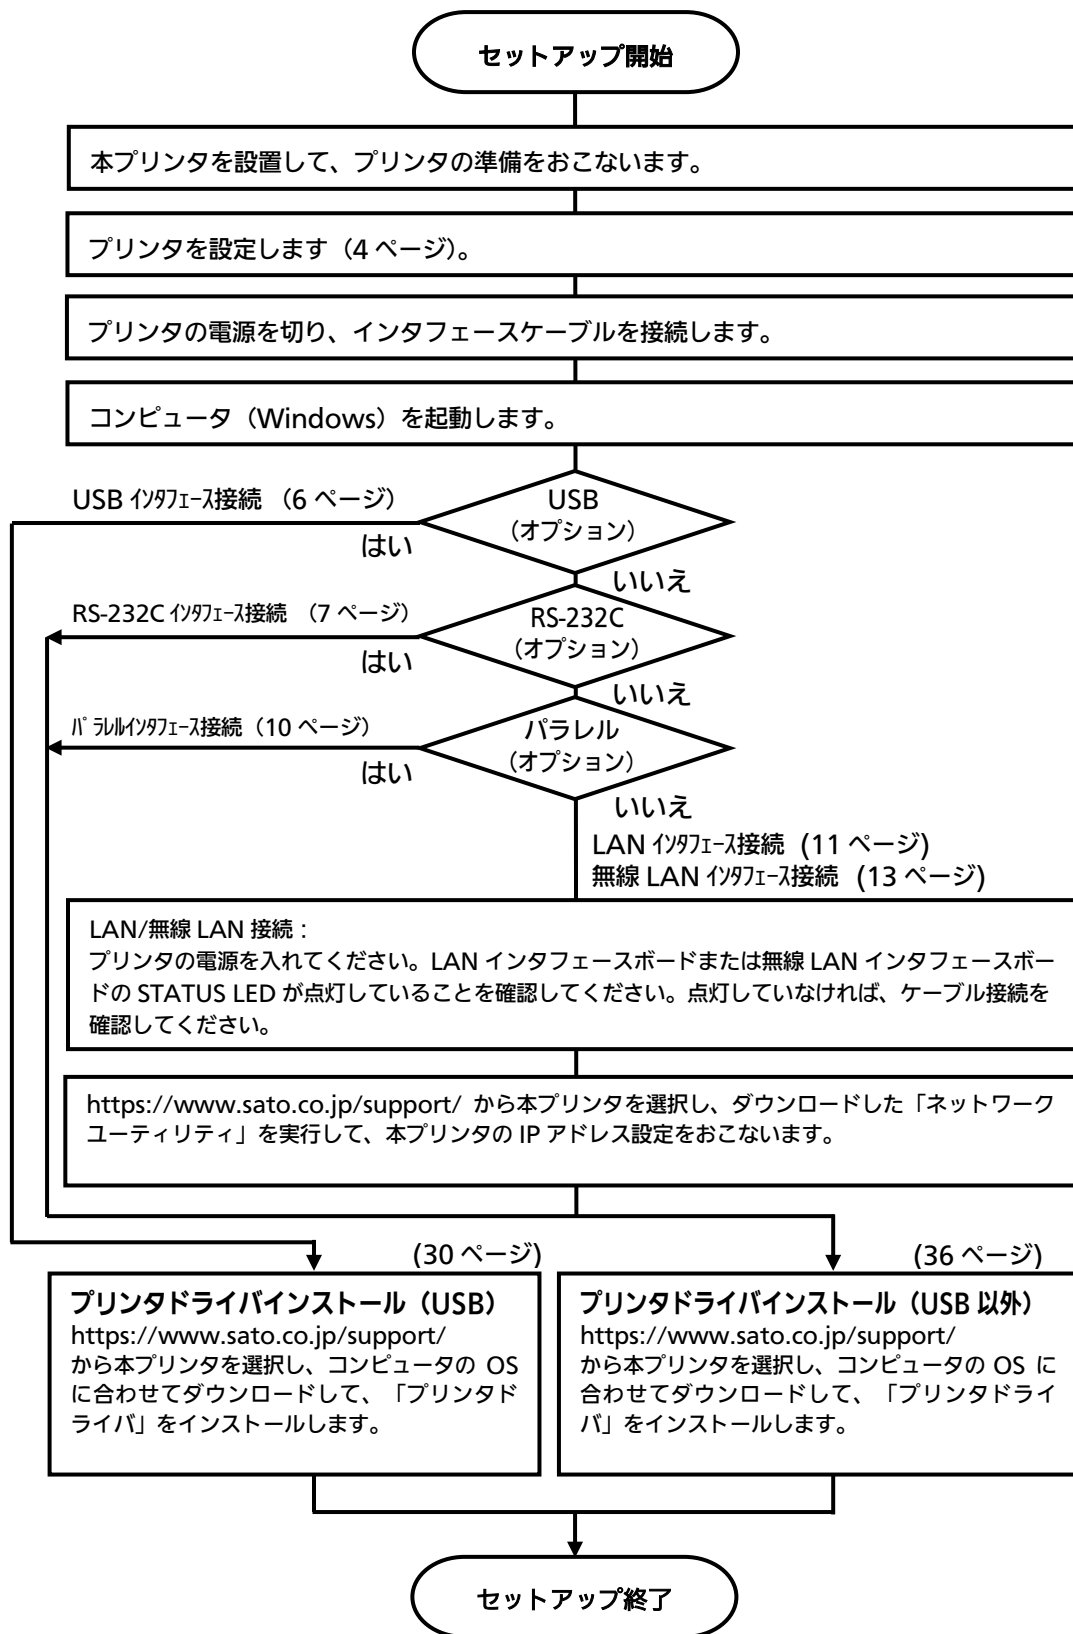 セットアップ開始
本プリンタを設置して、プリンタの準備をおこないます。
プリンタを設定します（4 ページ）。
プリンタの電源を切り、インタフェースケーブルを接続します。
コンピュータ（Windows）を起動します。
USB ｲﾝﾀﾌｪｰｽ接続 （6 ページ）
USB
（オプション）
はい
いいえ
RS-232C ｲﾝﾀﾌｪｰｽ接続 （7 ページ）
RS-232C
（オプション）
はい
いいえ
ﾊﾟﾗﾚﾙｲﾝﾀﾌｪｰｽ接続（10 ページ）
パラレル
（オプション）
はい
いいえ
LAN ｲﾝﾀﾌｪｰｽ接続 (11 ページ)
無線 LAN ｲﾝﾀﾌｪｰｽ接続 (13 ページ)
LAN/無線 LAN 接続：
プリンタの電源を入れてください。LAN インタフェースボードまたは無線 LAN インタフェースボー
ドの STATUS LED が点灯していることを確認してください。点灯していなければ、ケーブル接続を
確認してください。
https://www.sato.co.jp/support/ から本プリンタを選択し、ダウンロードした「ネットワーク
ユーティリティ」を実行して、本プリンタの IP アドレス設定をおこないます。
(30 ページ)
プリンタドライバインストール（USB）
https://www.sato.co.jp/support/
から本プリンタを選択し、コンピュータの OS
に合わせてダウンロードして、「プリンタド
ライバ」をインストールします。
(36 ページ)
プリンタドライバインストール（USB 以外）
https://www.sato.co.jp/support/
から本プリンタを選択し、コンピュータの OS に
合わせてダウンロードして、「プリンタドライ
バ」をインストールします。
セットアップ終了